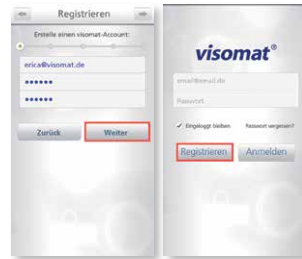 Registrieren
Erstelle einen visomat-Account:
erica@visomat.de
••••••
••••••
Zurück
Weiter
visomat®
email@email.de
Passwort
✓ Eingeloggt bleiben
Passwort vergessen?
Registrieren
Anmelden